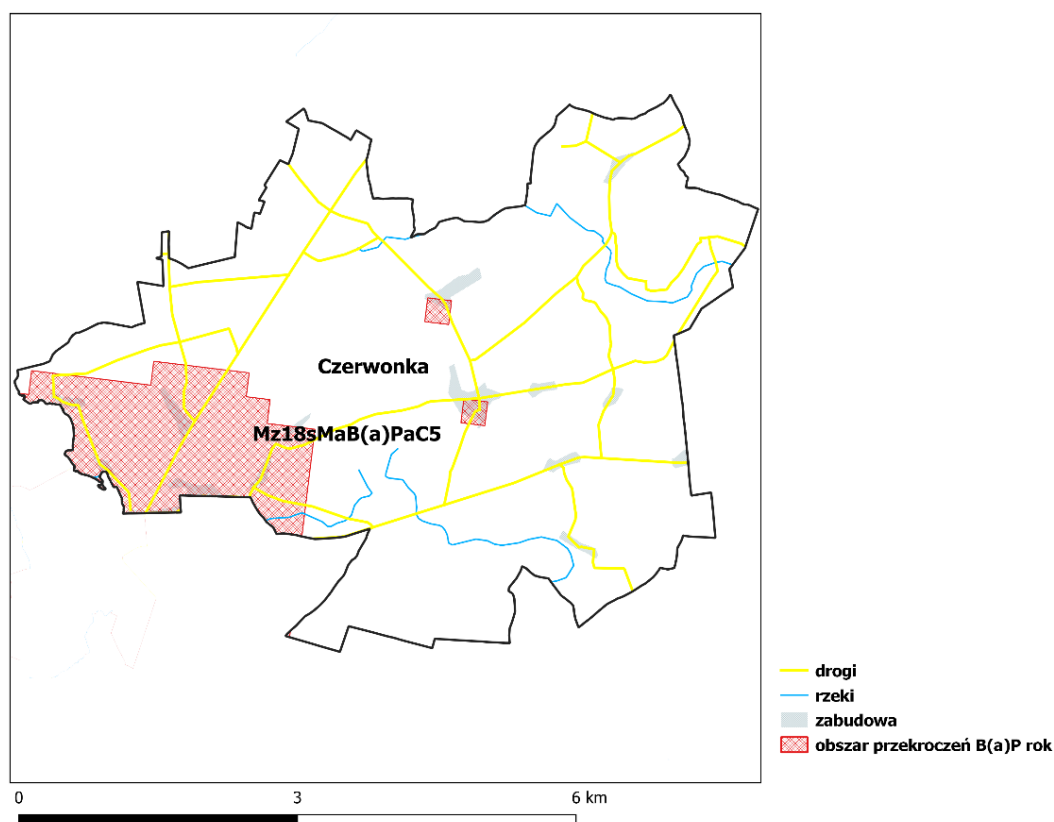 Czerwonka
Mz18sMaB(a)PaC5
drogi
rzeki
zabudowa
obszar przekroczeń B(a)P rok
0 3 6 km